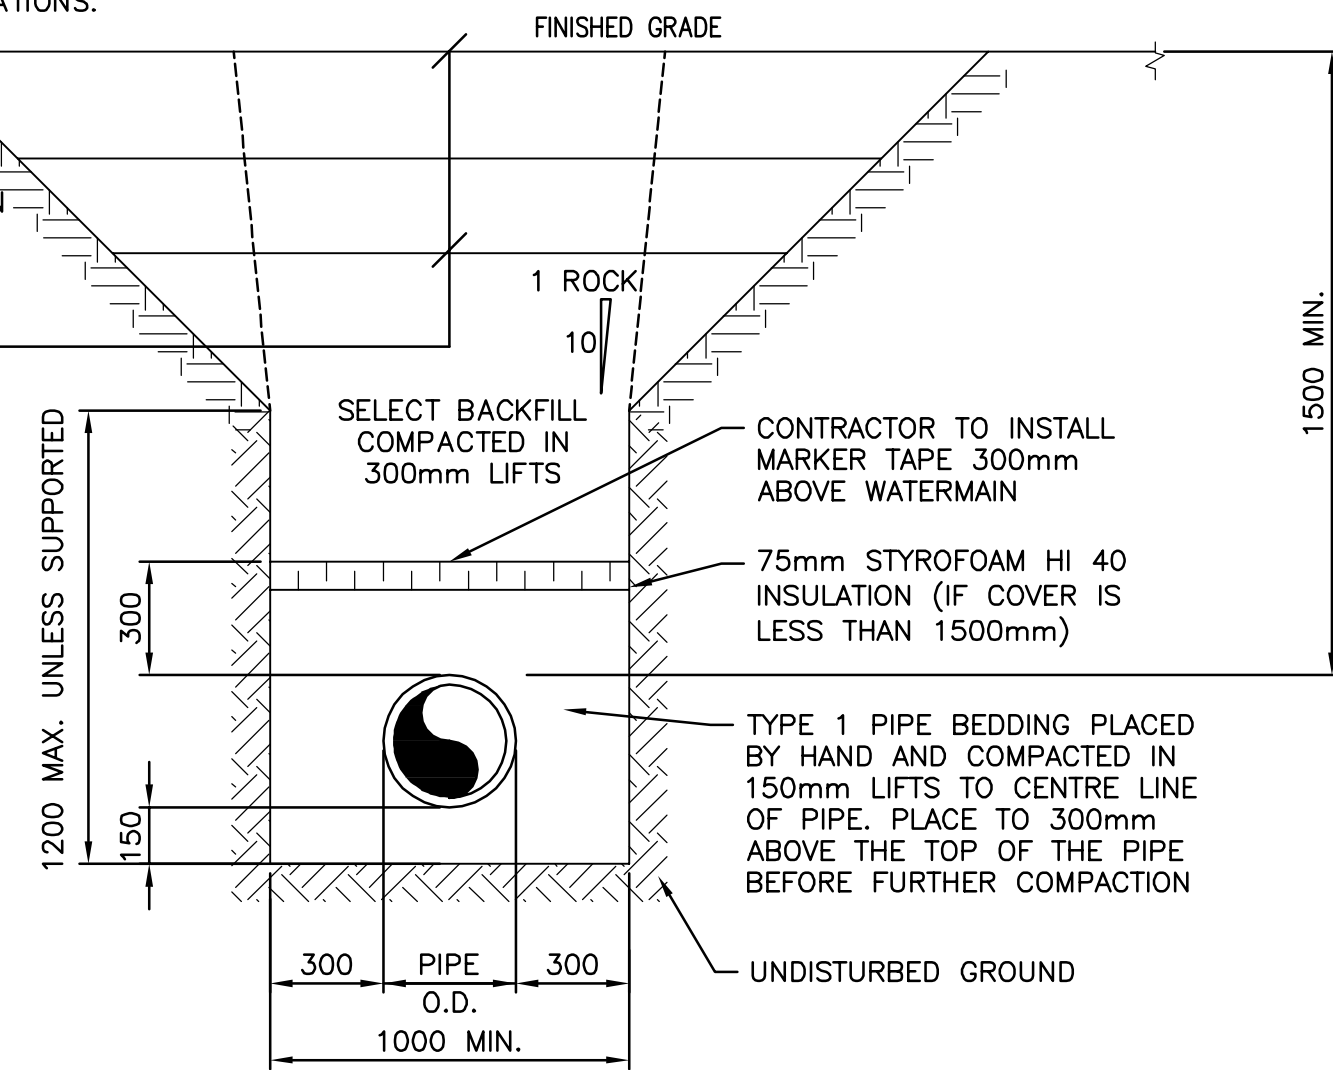 ATIONS.
FINISHED GRADE
N
1 ROCK
10
1500 MIN.
SELECT BACKFILL
COMPACTED IN
300mm LIFTS
CONTRACTOR TO INSTALL
MARKER TAPE 300mm
ABOVE WATERMAIN
75mm STYROFOAM HI 40
INSULATION (IF COVER IS
LESS THAN 1500mm)
1200 MAX. UNLESS SUPPORTED
300
150
TYPE 1 PIPE BEDDING PLACED
BY HAND AND COMPACTED IN
150mm LIFTS TO CENTRE LINE
OF PIPE. PLACE TO 300mm
ABOVE THE TOP OF THE PIPE
BEFORE FURTHER COMPACTION
300
PIPE
O.D.
300
1000 MIN.
UNDISTURBED GROUND